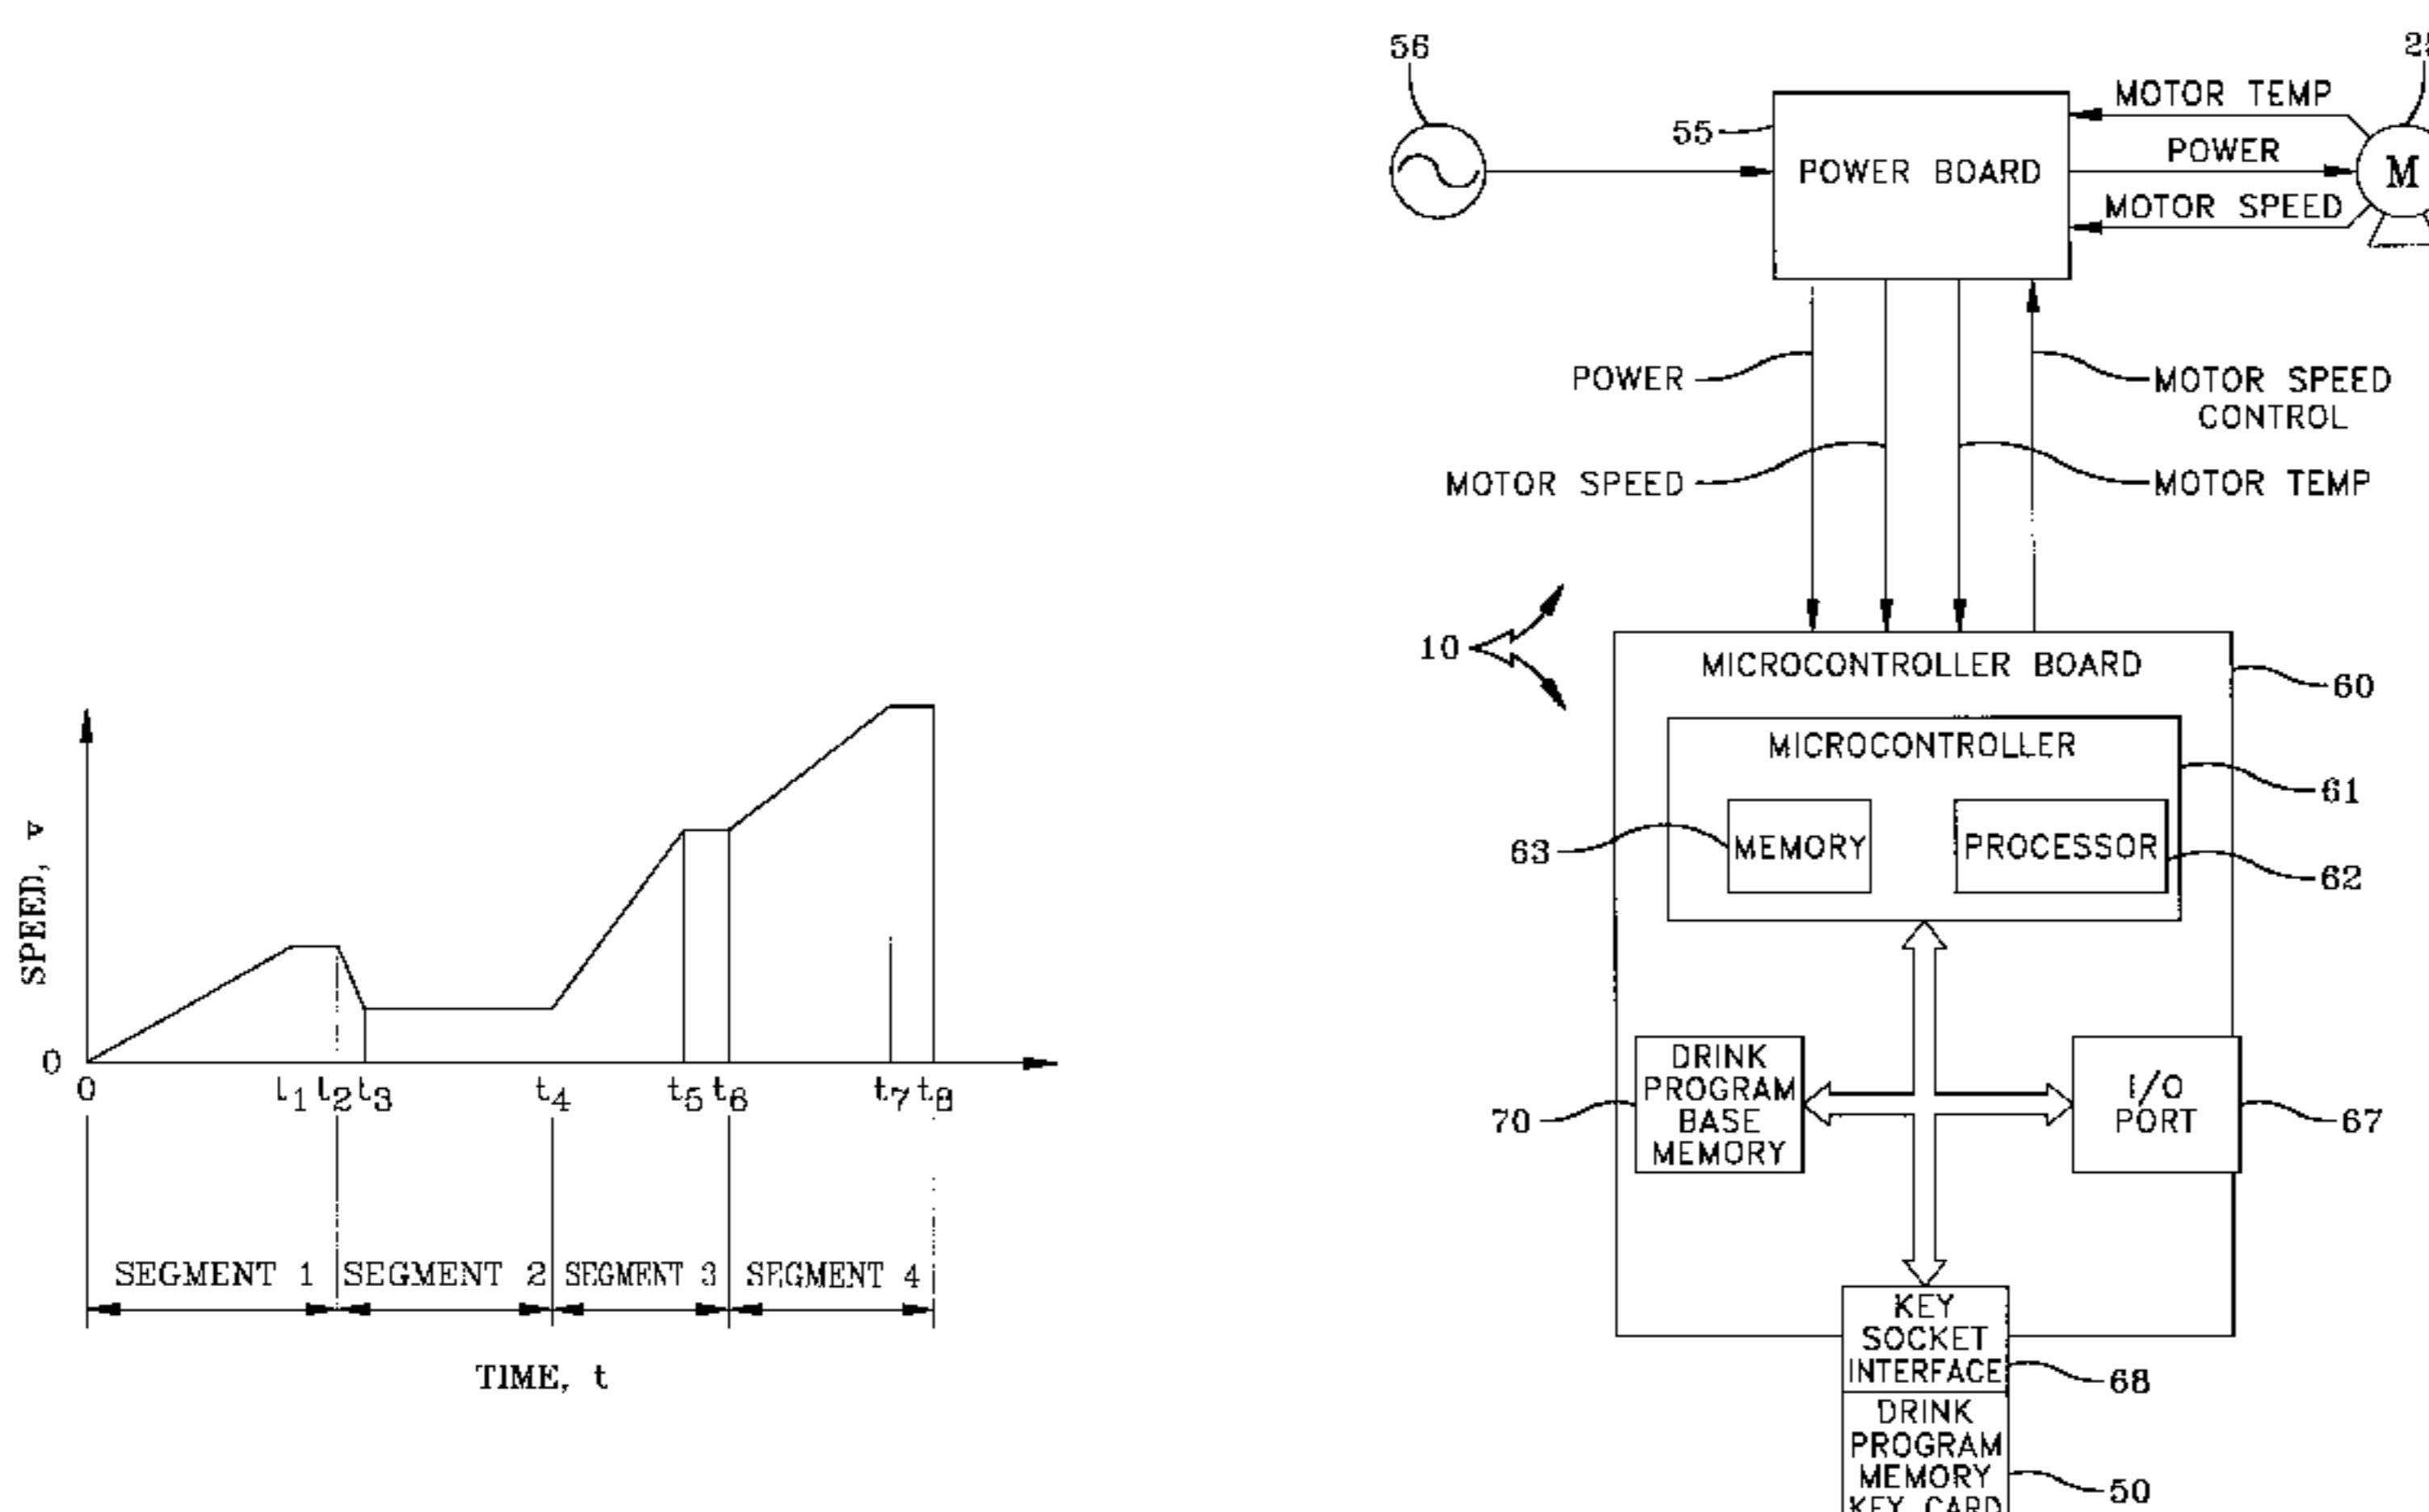 SPEED, v
0
0
t1 t2 t3 t4 t5 t6 t7 t8
SEGMENT 1
SEGMENT 2
SEGMENT 3
SEGMENT 4
TIME, t
56
55
POWER BOARD
MOTOR TEMP
POWER
MOTOR SPEED
M
POWER
MOTOR SPEED
CONTROL
MOTOR SPEED
MOTOR TEMP
10
MICROCONTROLLER BOARD
60
MICROCONTROLLER
61
63
MEMORY
PROCESSOR
62
70
DRINK
PROGRAM
BASE
MEMORY
I/O
PORT
67
KEY
SOCKET
INTERFACE
68
DRINK
PROGRAM
MEMORY
KEY CARD
50